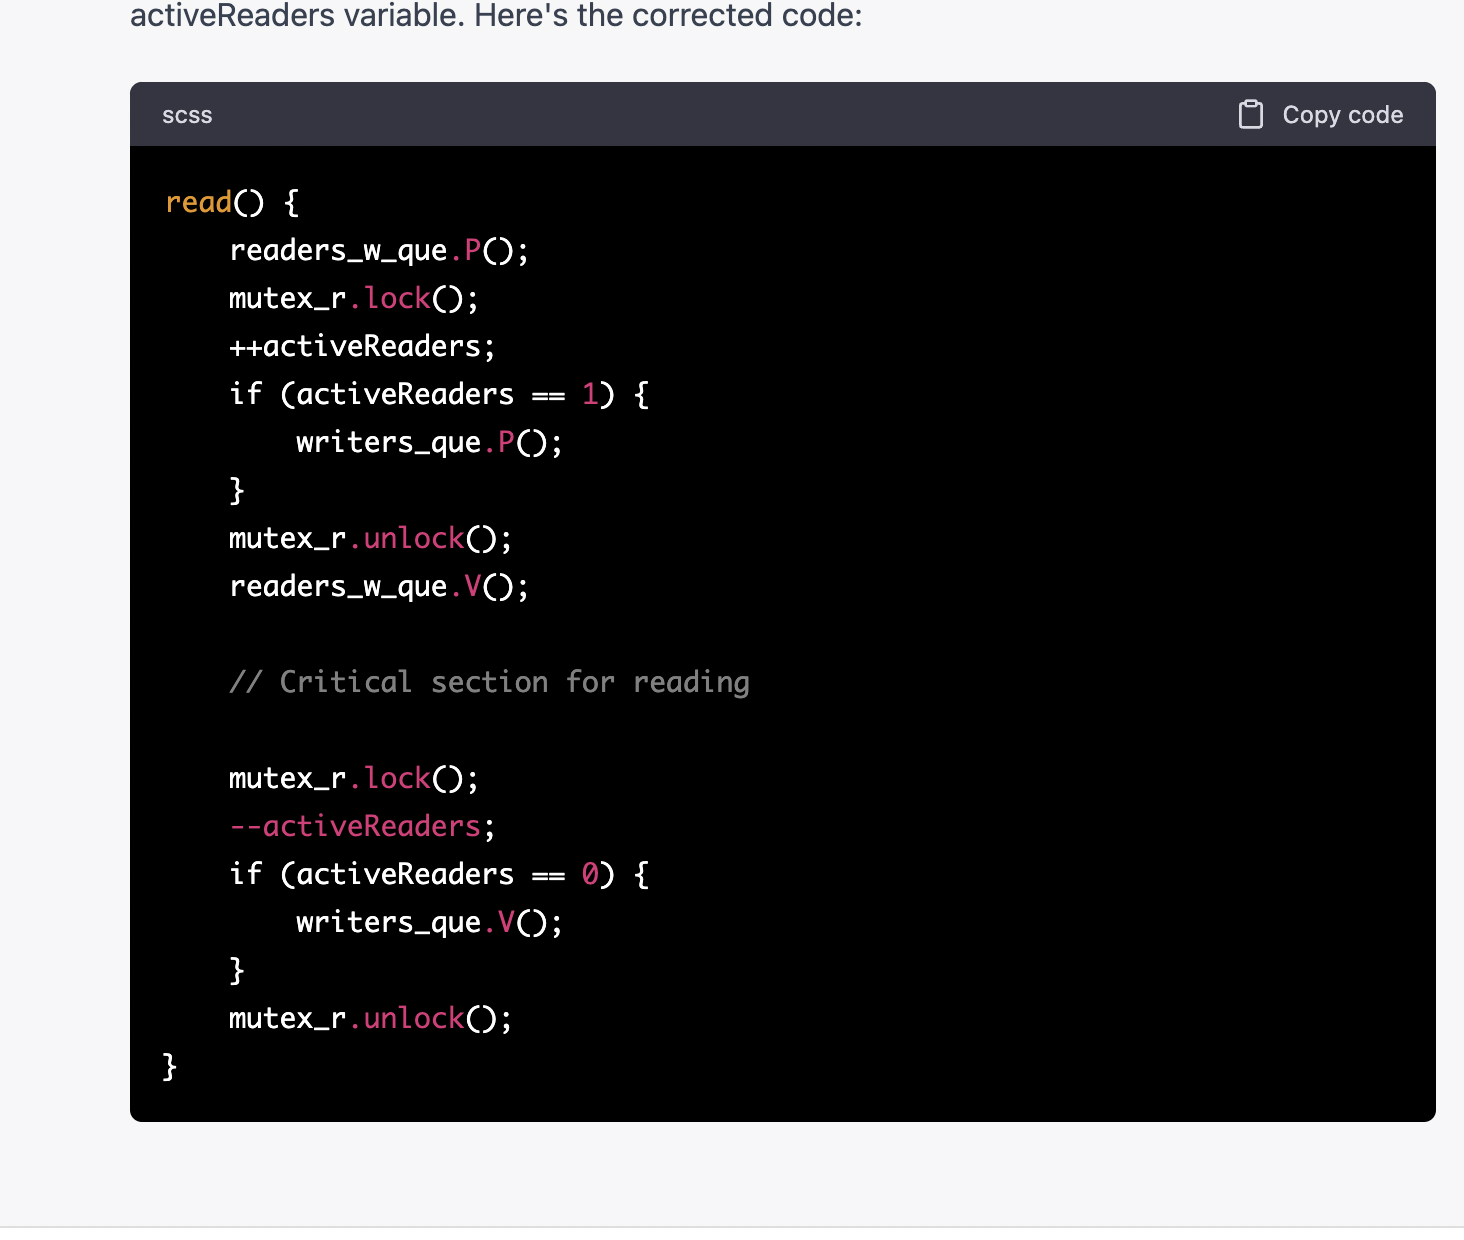 activeReaders variable. Here's the corrected code:
scss
Copy code
read() {
    readers_w_que.P();
    mutex_r.lock();
    ++activeReaders;
    if (activeReaders == 1) {
        writers_que.P();
    }
    mutex_r.unlock();
    readers_w_que.V();

    // Critical section for reading

    mutex_r.lock();
    --activeReaders;
    if (activeReaders == 0) {
        writers_que.V();
    }
    mutex_r.unlock();
}